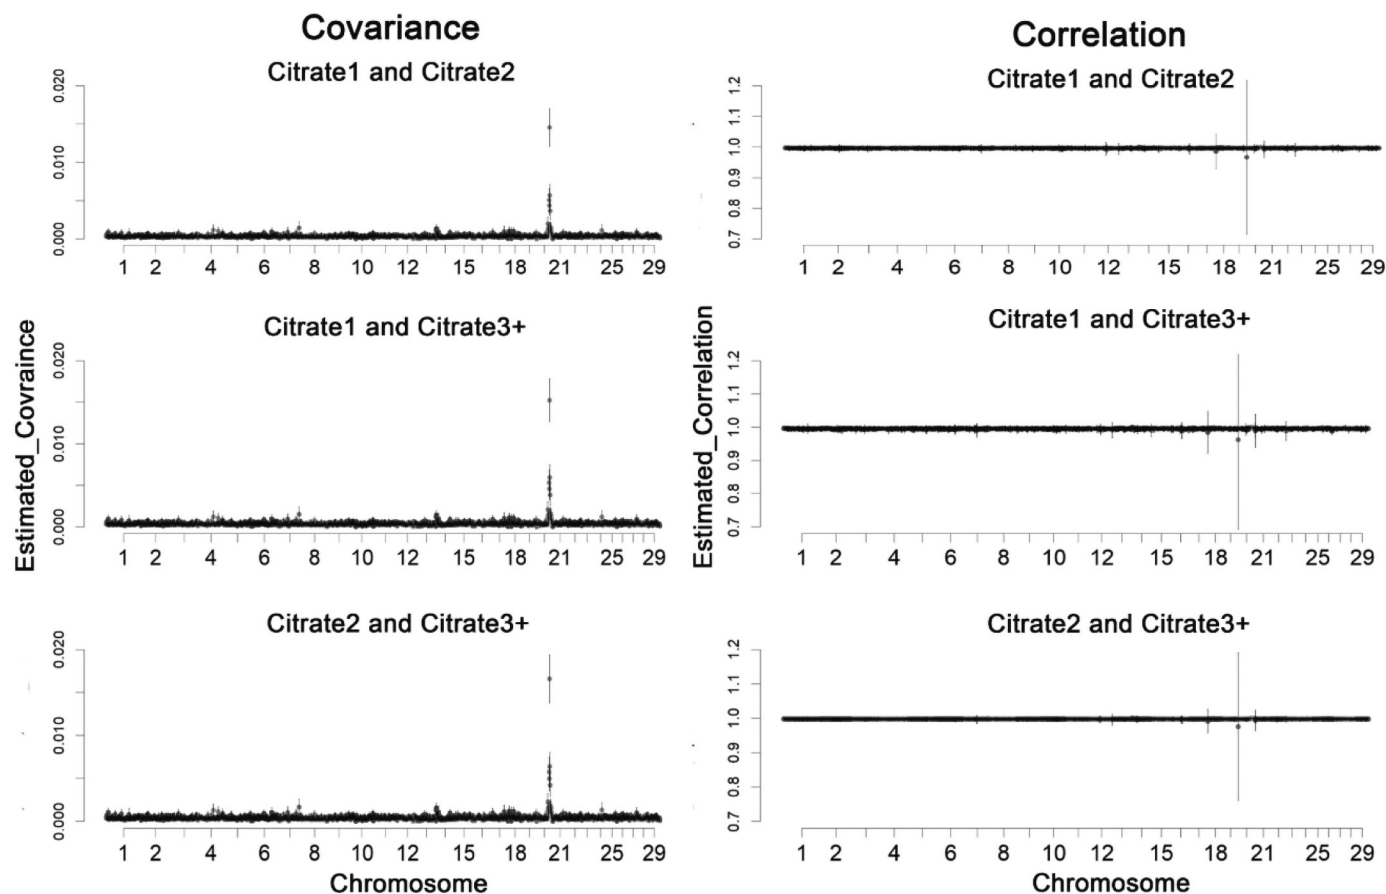 Covariance
Citrate1 and Citrate2
0.020
0.010
0.000
1 2 4 6 8 10 12 15 18 21 25 29
Citrate1 and Citrate3+
0.020
0.010
0.000
1 2 4 6 8 10 12 15 18 21 25 29
Citrate2 and Citrate3+
0.020
0.010
0.000
1 2 4 6 8 10 12 15 18 21 25 29
Estimated_Covraince
Chromosome
Correlation
Citrate1 and Citrate2
1.2
1.1
1.0
0.9
0.8
0.7
1 2 4 6 8 10 12 15 18 21 25 29
Citrate1 and Citrate3+
1.2
1.1
1.0
0.9
0.8
0.7
1 2 4 6 8 10 12 15 18 21 25 29
Citrate2 and Citrate3+
1.2
1.1
1.0
0.9
0.8
0.7
1 2 4 6 8 10 12 15 18 21 25 29
Estimated_Correlation
Chromosome